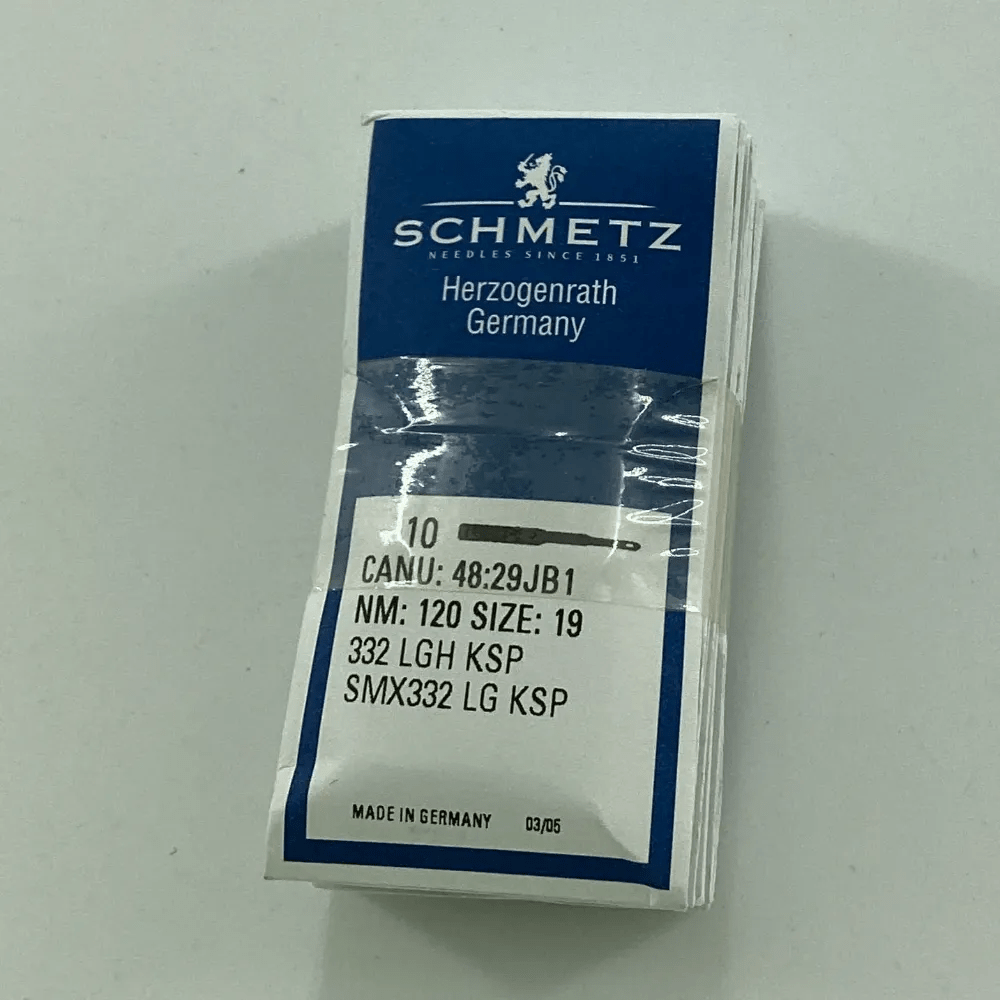 SCHMETZ
NEEDLES SINCE 1851
Herzogenrath
Germany
10
CANU: 48:29JB1
NM: 120 SIZE: 19
332 LGH KSP
SMX332 LG KSP
MADE IN GERMANY 03/05